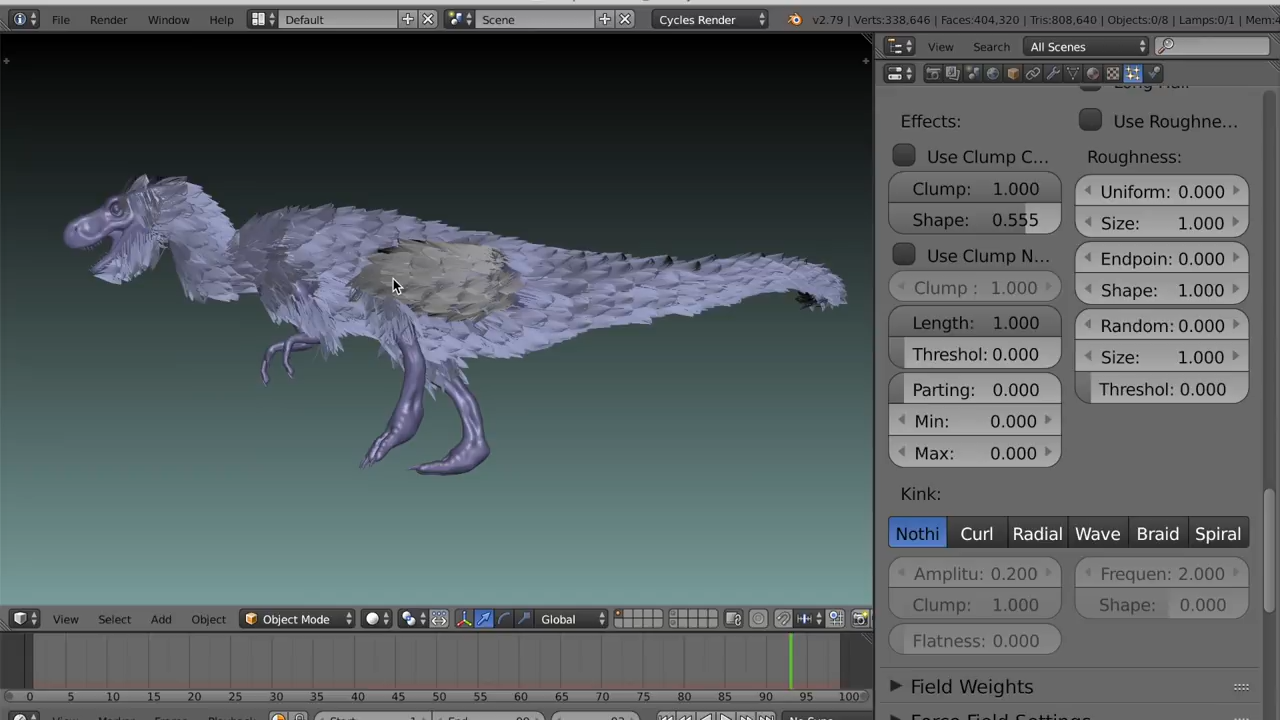 File Render Window Help Default Scene Cycles Render v2.79 | Verts:338,646 | Faces:404,320 | Tris:808,640 | Objects:0/8 | Lamps:0/1 | Mem:4
View Search All Scenes
Effects:
Use Roughne...
Use Clump C...
Roughness:
Clump: 1.000
Uniform: 0.000
Shape: 0.555
Size: 1.000
Use Clump N...
Endpoin: 0.000
Clump : 1.000
Shape: 1.000
Length: 1.000
Random: 0.000
Threshol: 0.000
Size: 1.000
Parting: 0.000
Threshol: 0.000
Min: 0.000
Max: 0.000
Kink:
Nothi Curl Radial Wave Braid Spiral
Amplitu: 0.200
Frequen: 2.000
Clump: 1.000
Shape: 0.000
Flatness: 0.000
Field Weights
View Select Add Object Object Mode Global
0 5 10 15 20 25 30 35 40 45 50 55 60 65 70 75 80 85 90 95 100